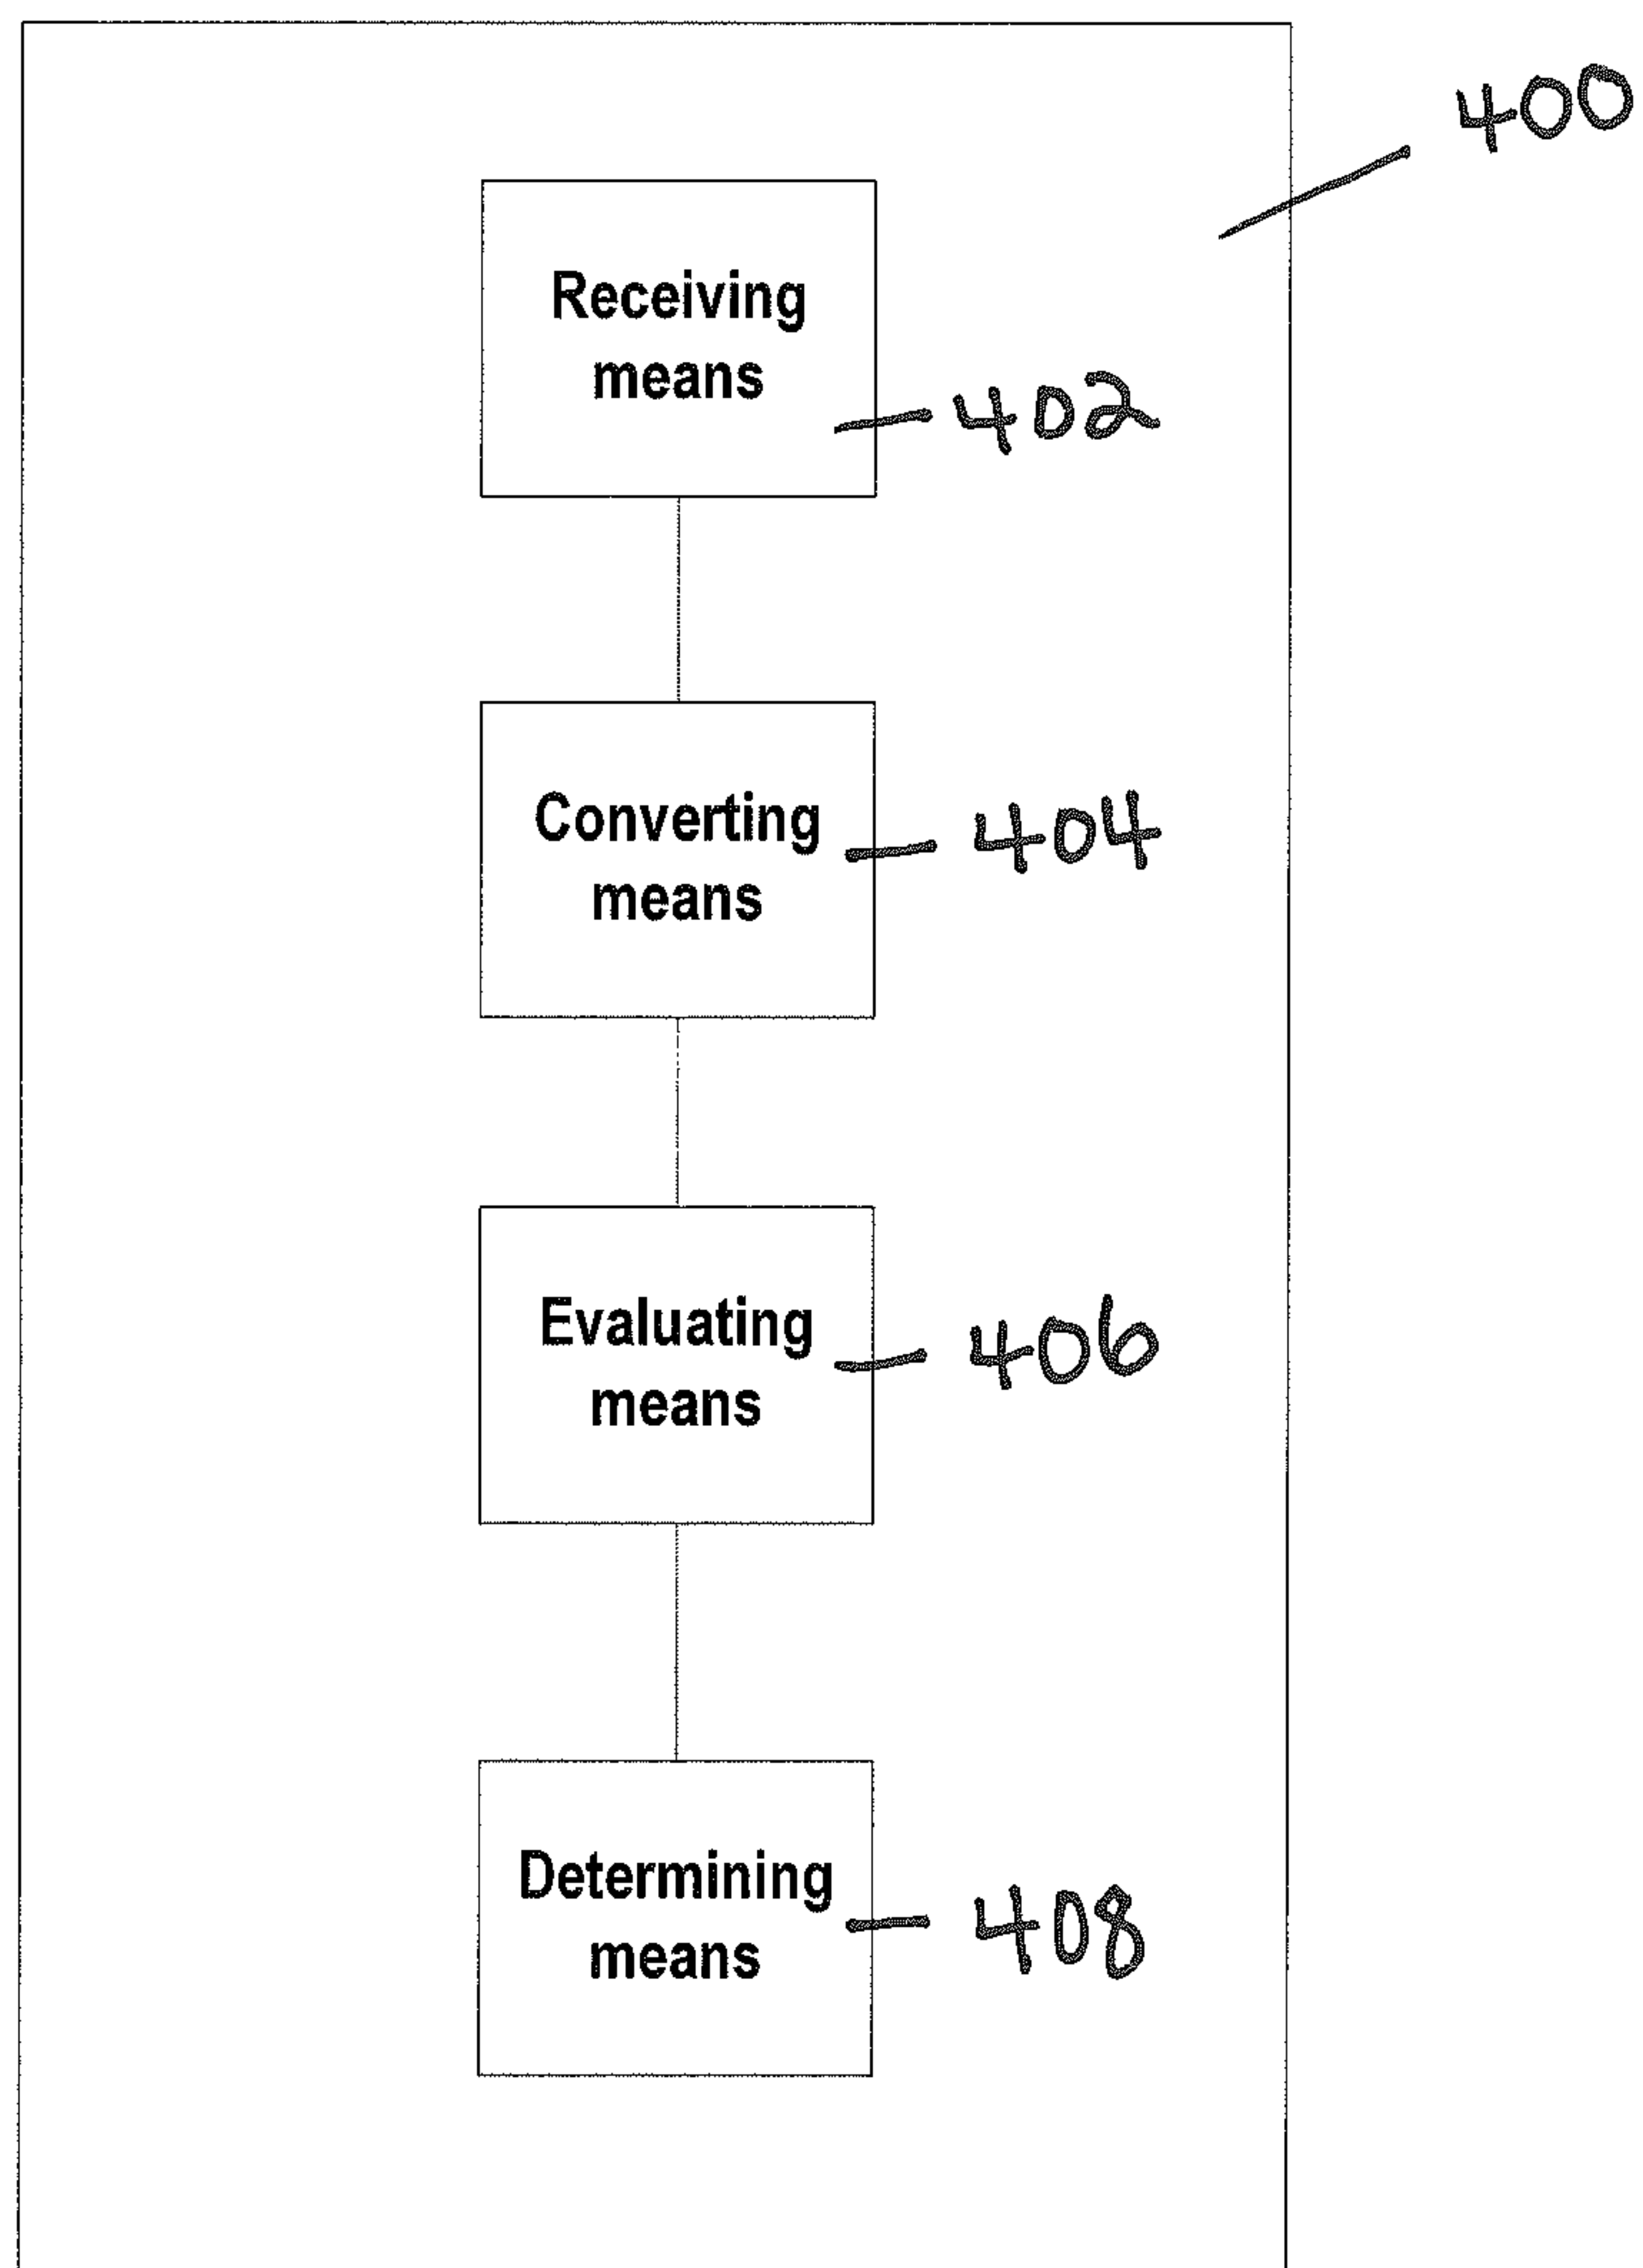 400
Receiving
means
402
Converting
means
404
Evaluating
means
406
Determining
means
408